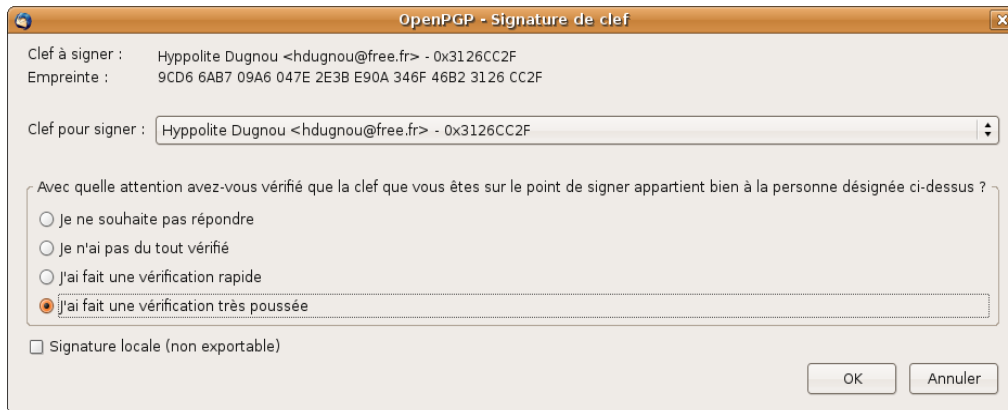 OpenPGP - Signature de clef
Clef à signer : Hyppolite Dugnou <hdugnou@free.fr> - 0x3126CC2F
Empreinte : 9CD6 6AB7 09A6 047E 2E3B E90A 346F 46B2 3126 CC2F
Clef pour signer : Hyppolite Dugnou <hdugnou@free.fr> - 0x3126CC2F
Avec quelle attention avez-vous vérifié que la clef que vous êtes sur le point de signer appartient bien à la personne désignée ci-dessus ?
Je ne souhaite pas répondre
Je n'ai pas du tout vérifié
J'ai fait une vérification rapide
J'ai fait une vérification très poussée
Signature locale (non exportable)
OK Annuler